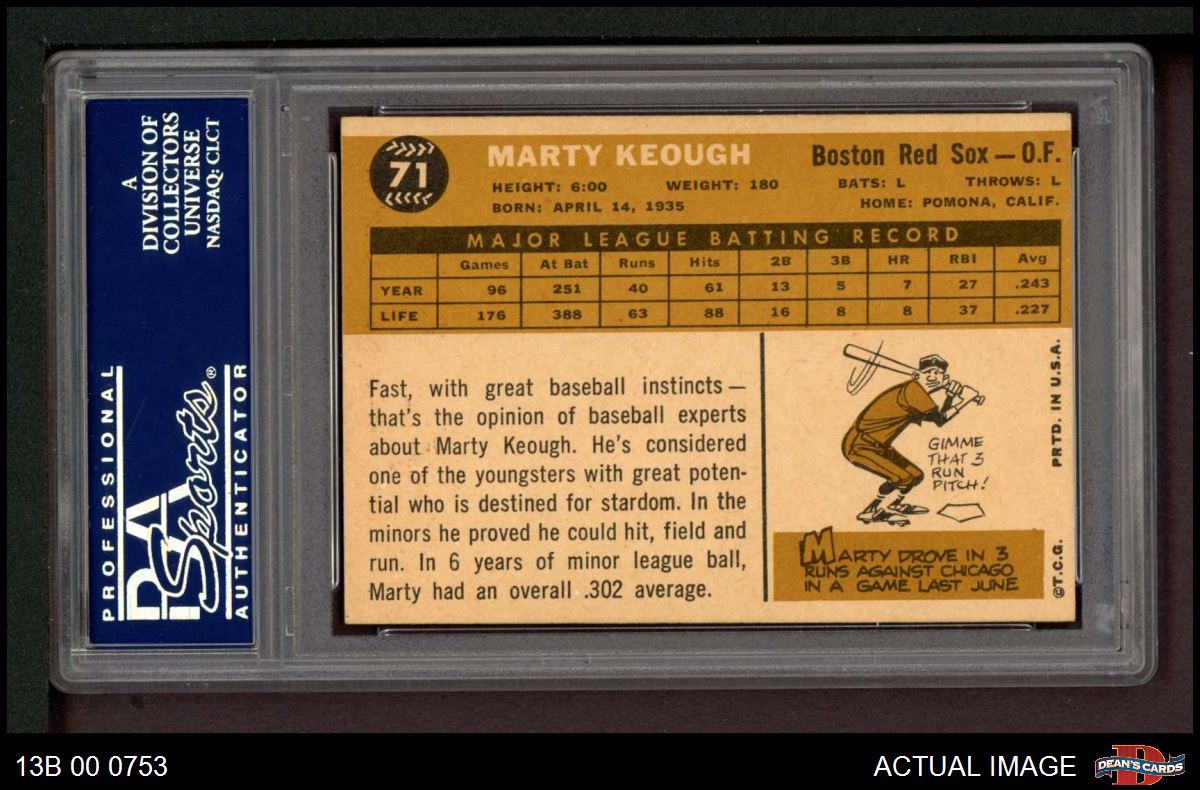 A
DIVISION OF
COLLECTORS
UNIVERSE
NASDAQ: CLCT
PROFESSIONAL
PSA
Sports®
AUTHENTICATOR
71
MARTY KEOUGH
Boston Red Sox — O.F.
HEIGHT: 6:00 WEIGHT: 180 BATS: L THROWS: L
BORN: APRIL 14, 1935 HOME: POMONA, CALIF.
MAJOR LEAGUE BATTING RECORD
Games At Bat Runs Hits 2B 3B HR RBI Avg
YEAR 96 251 40 61 13 5 7 27 .243
LIFE 176 388 63 88 16 8 8 37 .227
Fast, with great baseball instincts —
that's the opinion of baseball experts
about Marty Keough. He's considered
one of the youngsters with great poten-
tial who is destined for stardom. In the
minors he proved he could hit, field and
run. In 6 years of minor league ball,
Marty had an overall .302 average.
GIMME
THAT 3
RUN
PITCH!
MARTY DROVE IN 3
RUNS AGAINST CHICAGO
IN A GAME LAST JUNE
PRTD. IN U.S.A.
©T.C.G.
13B 00 0753
ACTUAL IMAGE
DEAN'S CARDS